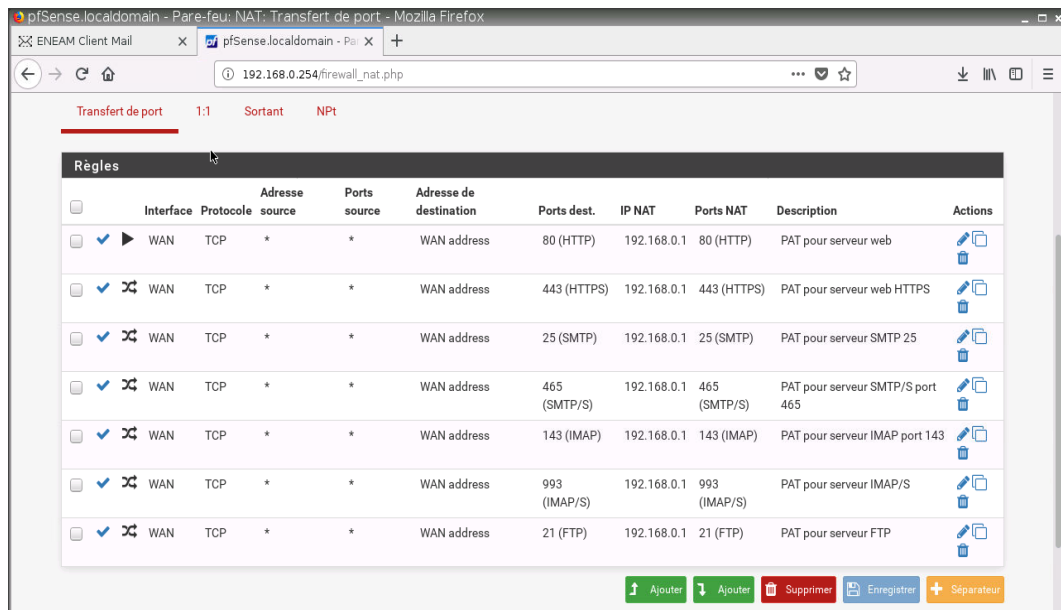 pfSense.localdomain - Pare-feu: NAT: Transfert de port - Mozilla Firefox
ENEAM Client Mail
pfSense.localdomain - Pa
192.168.0.254/firewall_nat.php
Transfert de port 1:1 Sortant NPt
Règles
Adresse Ports Adresse de
Interface Protocole source source destination Ports dest. IP NAT Ports NAT Description Actions
WAN TCP * * WAN address 80 (HTTP) 192.168.0.1 80 (HTTP) PAT pour serveur web
WAN TCP * * WAN address 443 (HTTPS) 192.168.0.1 443 (HTTPS) PAT pour serveur web HTTPS
WAN TCP * * WAN address 25 (SMTP) 192.168.0.1 25 (SMTP) PAT pour serveur SMTP 25
WAN TCP * * WAN address 465 192.168.0.1 465 PAT pour serveur SMTP/S port
(SMTP/S) (SMTP/S) 465
WAN TCP * * WAN address 143 (IMAP) 192.168.0.1 143 (IMAP) PAT pour serveur IMAP port 143
WAN TCP * * WAN address 993 192.168.0.1 993 PAT pour serveur IMAP/S
(IMAP/S) (IMAP/S)
WAN TCP * * WAN address 21 (FTP) 192.168.0.1 21 (FTP) PAT pour serveur FTP
Ajouter Ajouter Supprimer Enregistrer Séparateur